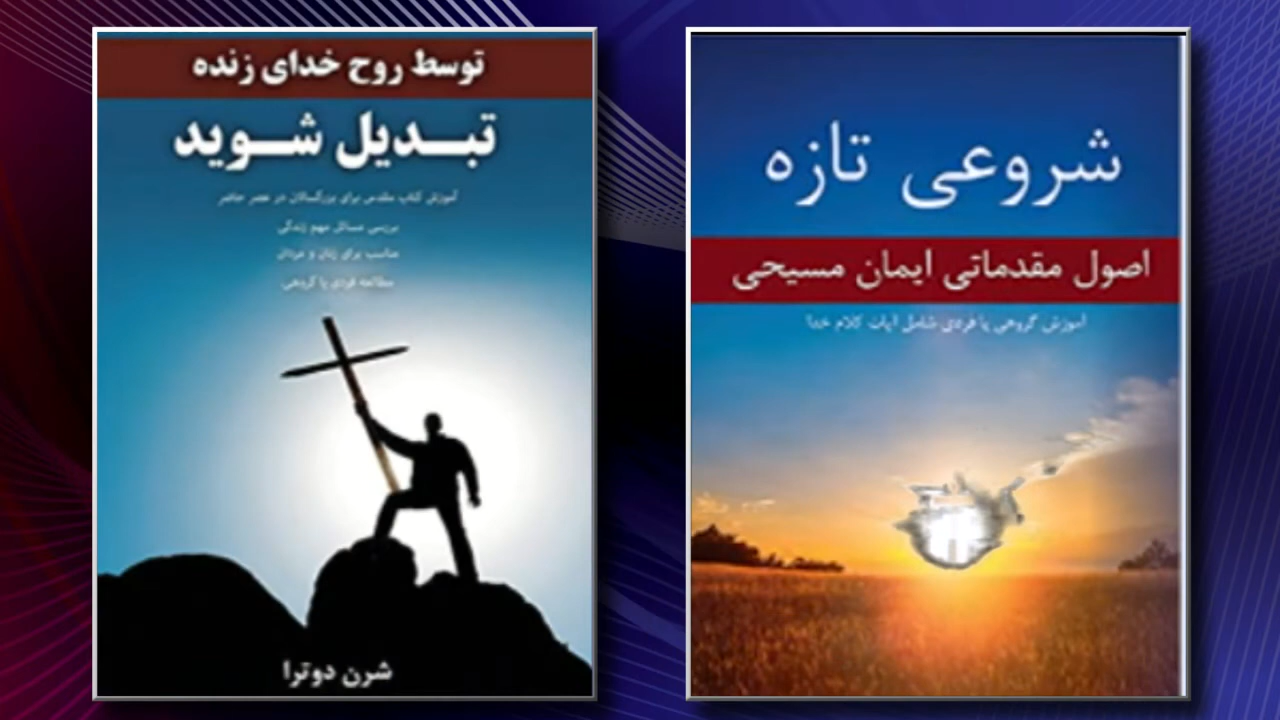 توسط روح خدای زنده
تبدیل شوید
آموزش کتاب مقدس برای بزرگسالان در عصر حاضر
بررسی مسائل مهم زندگی
مناسب برای زنان و مردان
مطالعه فردی یا گروهی
شرن دوترا
شروعی تازه
اصول مقدماتی ایمان مسیحی
آموزش گروهی یا فردی شامل آیات کلام خدا